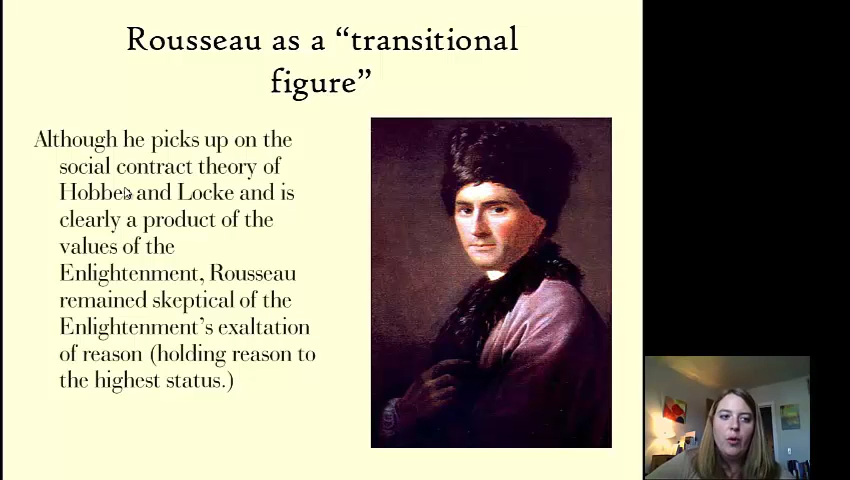 Rousseau as a “transitional
figure”
Although he picks up on the
social contract theory of
Hobbes and Locke and is
clearly a product of the
values of the
Enlightenment, Rousseau
remained skeptical of the
Enlightenment’s exaltation
of reason (holding reason to
the highest status.)